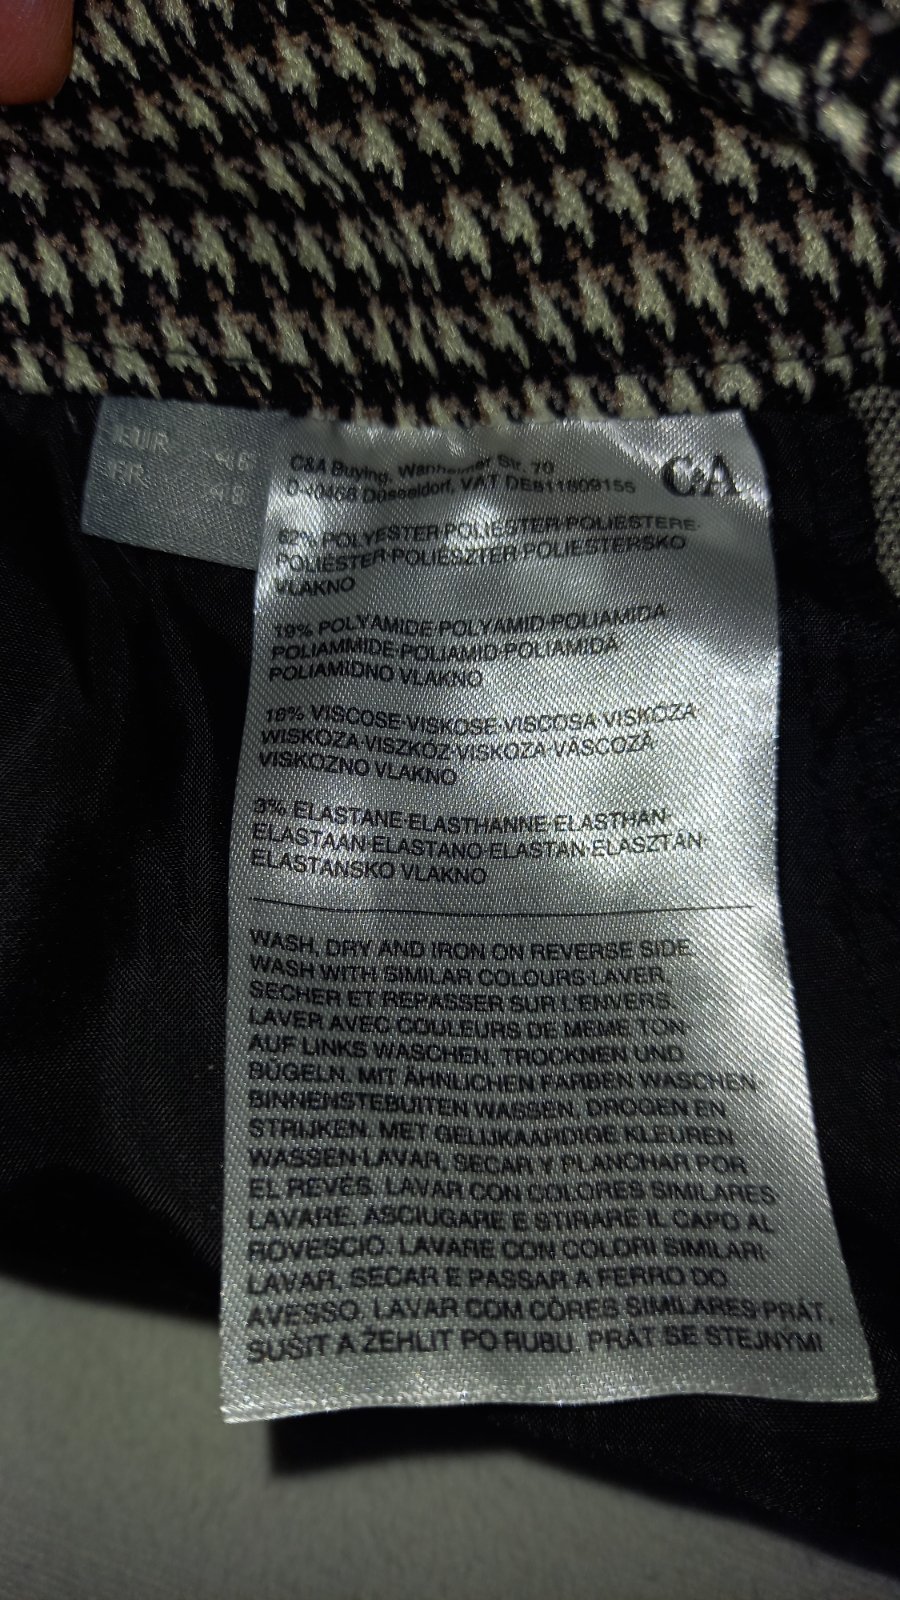 EUR 46
FR 48
C&A Buying, Wanheimer Str. 70
D-40468 Düsseldorf, VAT DE811809155
C&A
62% POLYESTER·POLIESTER·POLIESTERE·
POLIESTER·POLIESZTER·POLIESTERSKO
VLAKNO
19% POLYAMIDE·POLYAMID·POLIAMIDA
POLIAMMIDE·POLIAMID·POLIAMIDĂ
POLIAMIDNO VLAKNO
16% VISCOSE·VISKOSE·VISCOSA·VISKÓZA
WISKOZA·VISZKÓZ·VISKOZA·VÂSCOZĂ
VISKOZNO VLAKNO
3% ELASTANE·ELASTHANNE·ELASTHAN·
ELASTAAN·ELASTANO·ELASTAN·ELASZTÁN·
ELASTANSKO VLAKNO
WASH, DRY AND IRON ON REVERSE SIDE.
WASH WITH SIMILAR COLOURS·LAVER,
SECHER ET REPASSER SUR L'ENVERS.
LAVER AVEC COULEURS DE MEME TON·
AUF LINKS WASCHEN, TROCKNEN UND
BÜGELN. MIT ÄHNLICHEN FARBEN WASCHEN·
BINNENSTEBUITEN WASSEN, DROGEN EN
STRIJKEN. MET GELIJKAARDIGE KLEUREN
WASSEN·LAVAR, SECAR Y PLANCHAR POR
EL REVÉS. LAVAR CON COLORES SIMILARES·
LAVARE, ASCIUGARE E STIRARE IL CAPO AL
ROVESCIO. LAVARE CON COLORI SIMILARI·
LAVAR, SECAR E PASSAR A FERRO DO
AVESSO. LAVAR COM CÔRES SIMILARES·PRÁT,
SUŠIT A ŽEHLIT PO RUBU. PRÁT SE STEJNÝMI